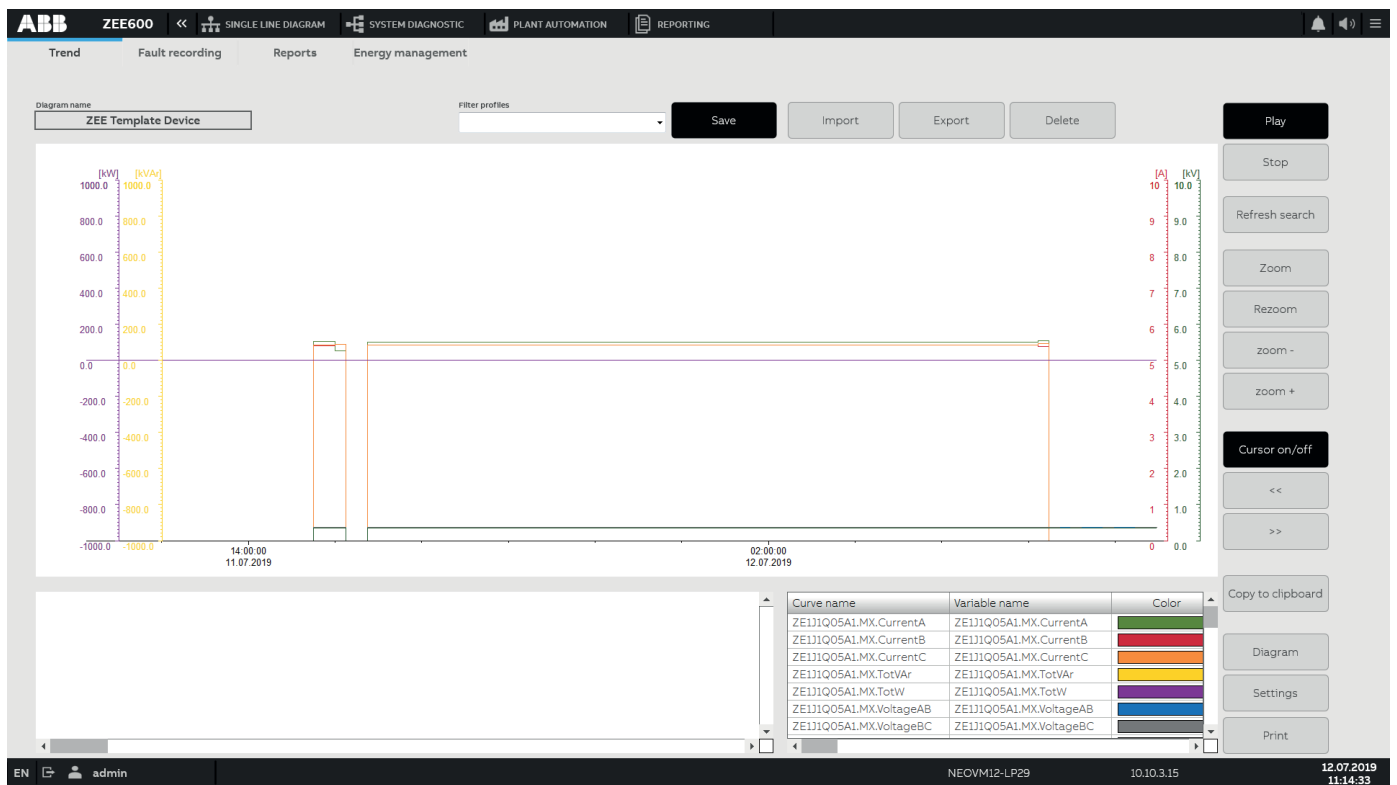 ABB ZEE600 « SINGLE LINE DIAGRAM SYSTEM DIAGNOSTIC PLANT AUTOMATION REPORTING
Trend Fault recording Reports Energy management
Diagram name Filter profiles
ZEE Template Device Save Import Export Delete Play
Stop
Refresh search
Zoom
Rezoom
zoom -
zoom +
Cursor on/off
<<
>>
Copy to clipboard
Diagram
Settings
Print
[kW] [kVAr] [A] [kV]
1000.0 1000.0 10 10.0
800.0 800.0 9 9.0
600.0 600.0 8 8.0
400.0 400.0 7 7.0
200.0 200.0 6 6.0
0.0 0.0 5 5.0
-200.0 -200.0 4 4.0
-400.0 -400.0 3 3.0
-600.0 -600.0 2 2.0
-800.0 -800.0 1 1.0
-1000.0 -1000.0 0 0.0
14:00:00 02:00:00
11.07.2019 12.07.2019
Curve name Variable name Color
ZE1J1Q05A1.MX.CurrentA ZE1J1Q05A1.MX.CurrentA
ZE1J1Q05A1.MX.CurrentB ZE1J1Q05A1.MX.CurrentB
ZE1J1Q05A1.MX.CurrentC ZE1J1Q05A1.MX.CurrentC
ZE1J1Q05A1.MX.TotVAr ZE1J1Q05A1.MX.TotVAr
ZE1J1Q05A1.MX.TotW ZE1J1Q05A1.MX.TotW
ZE1J1Q05A1.MX.VoltageAB ZE1J1Q05A1.MX.VoltageAB
ZE1J1Q05A1.MX.VoltageBC ZE1J1Q05A1.MX.VoltageBC
EN admin NEOVM12-LP29 10.10.3.15 12.07.2019
11:14:33